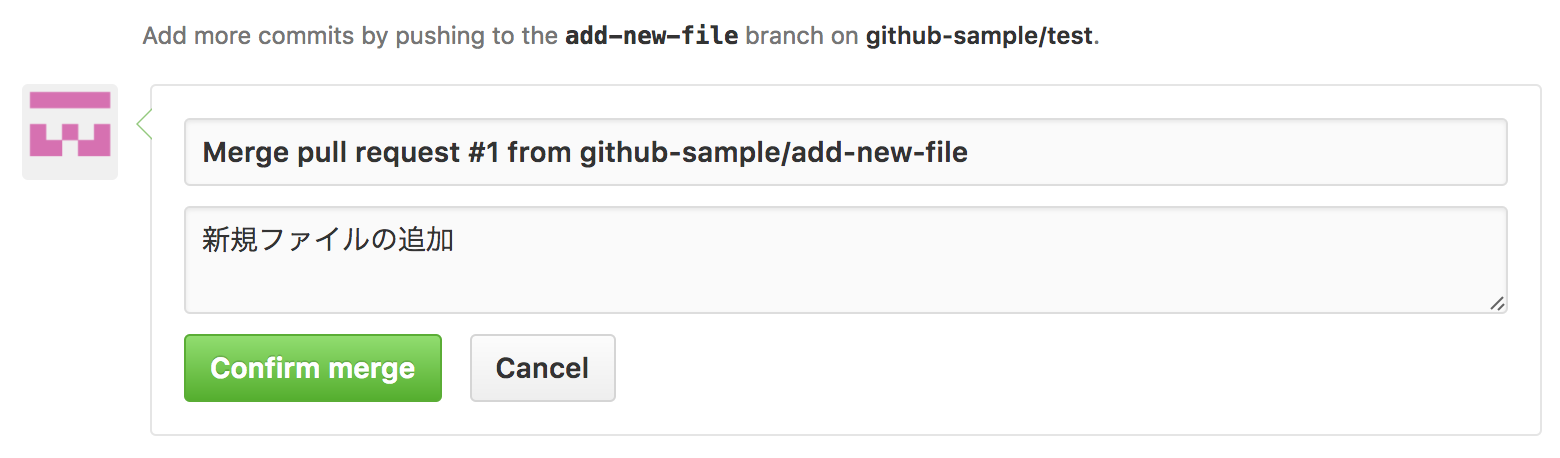 Add more commits by pushing to the add-new-file branch on github-sample/test.
Merge pull request #1 from github-sample/add-new-file
新規ファイルの追加
Confirm merge
Cancel